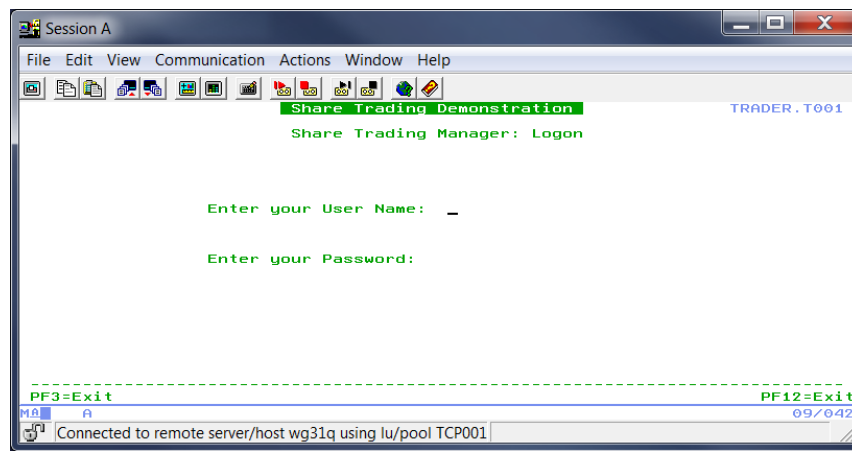 Session A
File Edit View Communication Actions Window Help
Share Trading Demonstration TRADER.T001
Share Trading Manager: Logon
Enter your User Name: _
Enter your Password:
PF3=Exit PF12=Exit
MA A 09/042
Connected to remote server/host wg31q using lu/pool TCP001